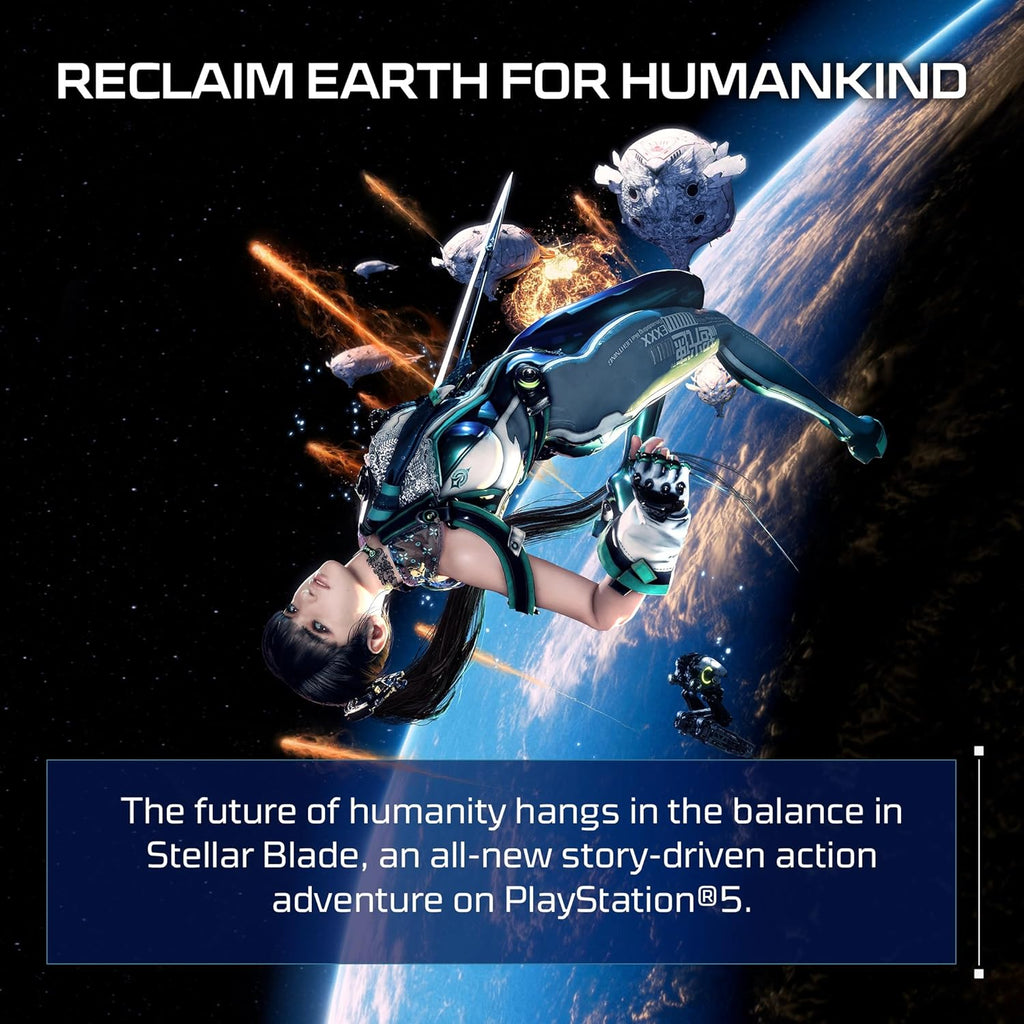 RECLAIM EARTH FOR HUMANKIND
EXXX
The future of humanity hangs in the balance in
Stellar Blade, an all-new story-driven action
adventure on PlayStation®5.